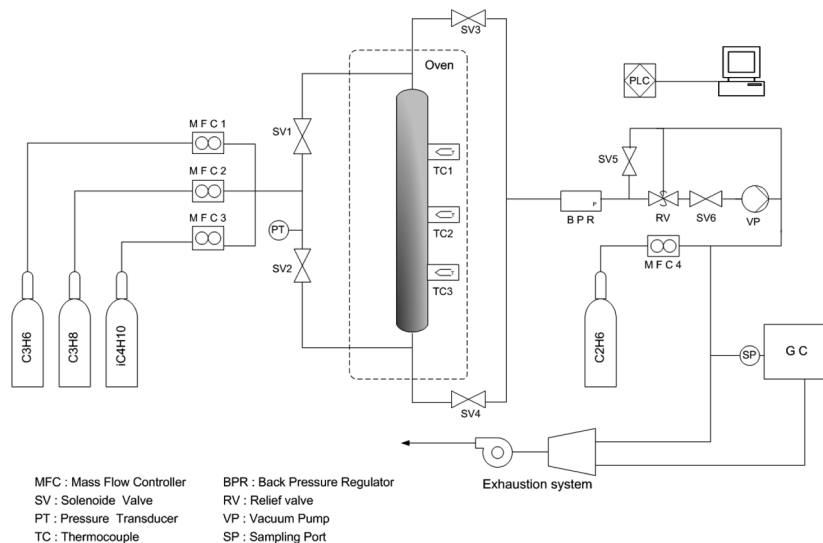 SV3
PLC
Oven
M F C 1
SV1
SV5
TC1
M F C 2
P
B P R
RV
SV6
VP
M F C 3
PT
TC2
SV2
M F C 4
TC3
C3H6
C3H8
iC4H10
C2H6
SP
G C
SV4
Exhaustion system
MFC : Mass Flow Controller
SV : Solenoide Valve
PT : Pressure Transducer
TC : Thermocouple
BPR : Back Pressure Regulator
RV : Relief valve
VP : Vacuum Pump
SP : Sampling Port